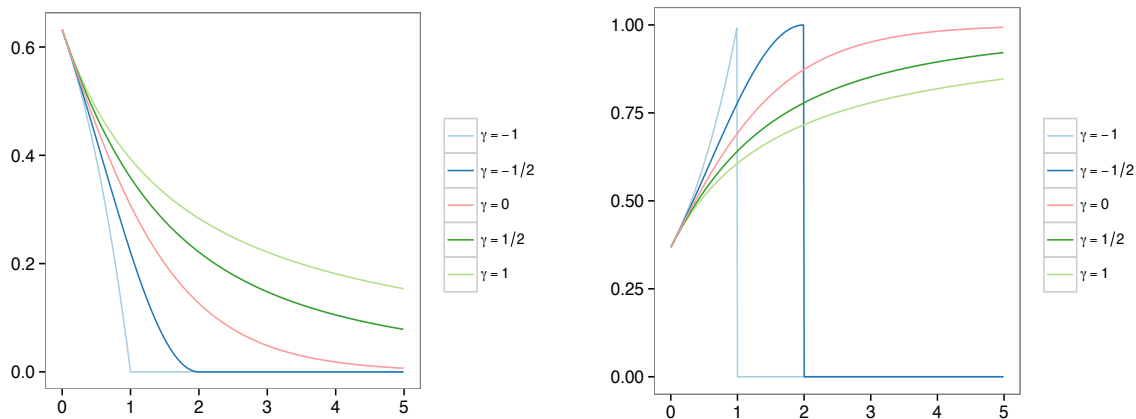 0.6
0.4
0.2
0.0
0 1 2 3 4 5
γ = −1
γ = −1/2
γ = 0
γ = 1/2
γ = 1
1.00
0.75
0.50
0.25
0.00
0 1 2 3 4 5
γ = −1
γ = −1/2
γ = 0
γ = 1/2
γ = 1